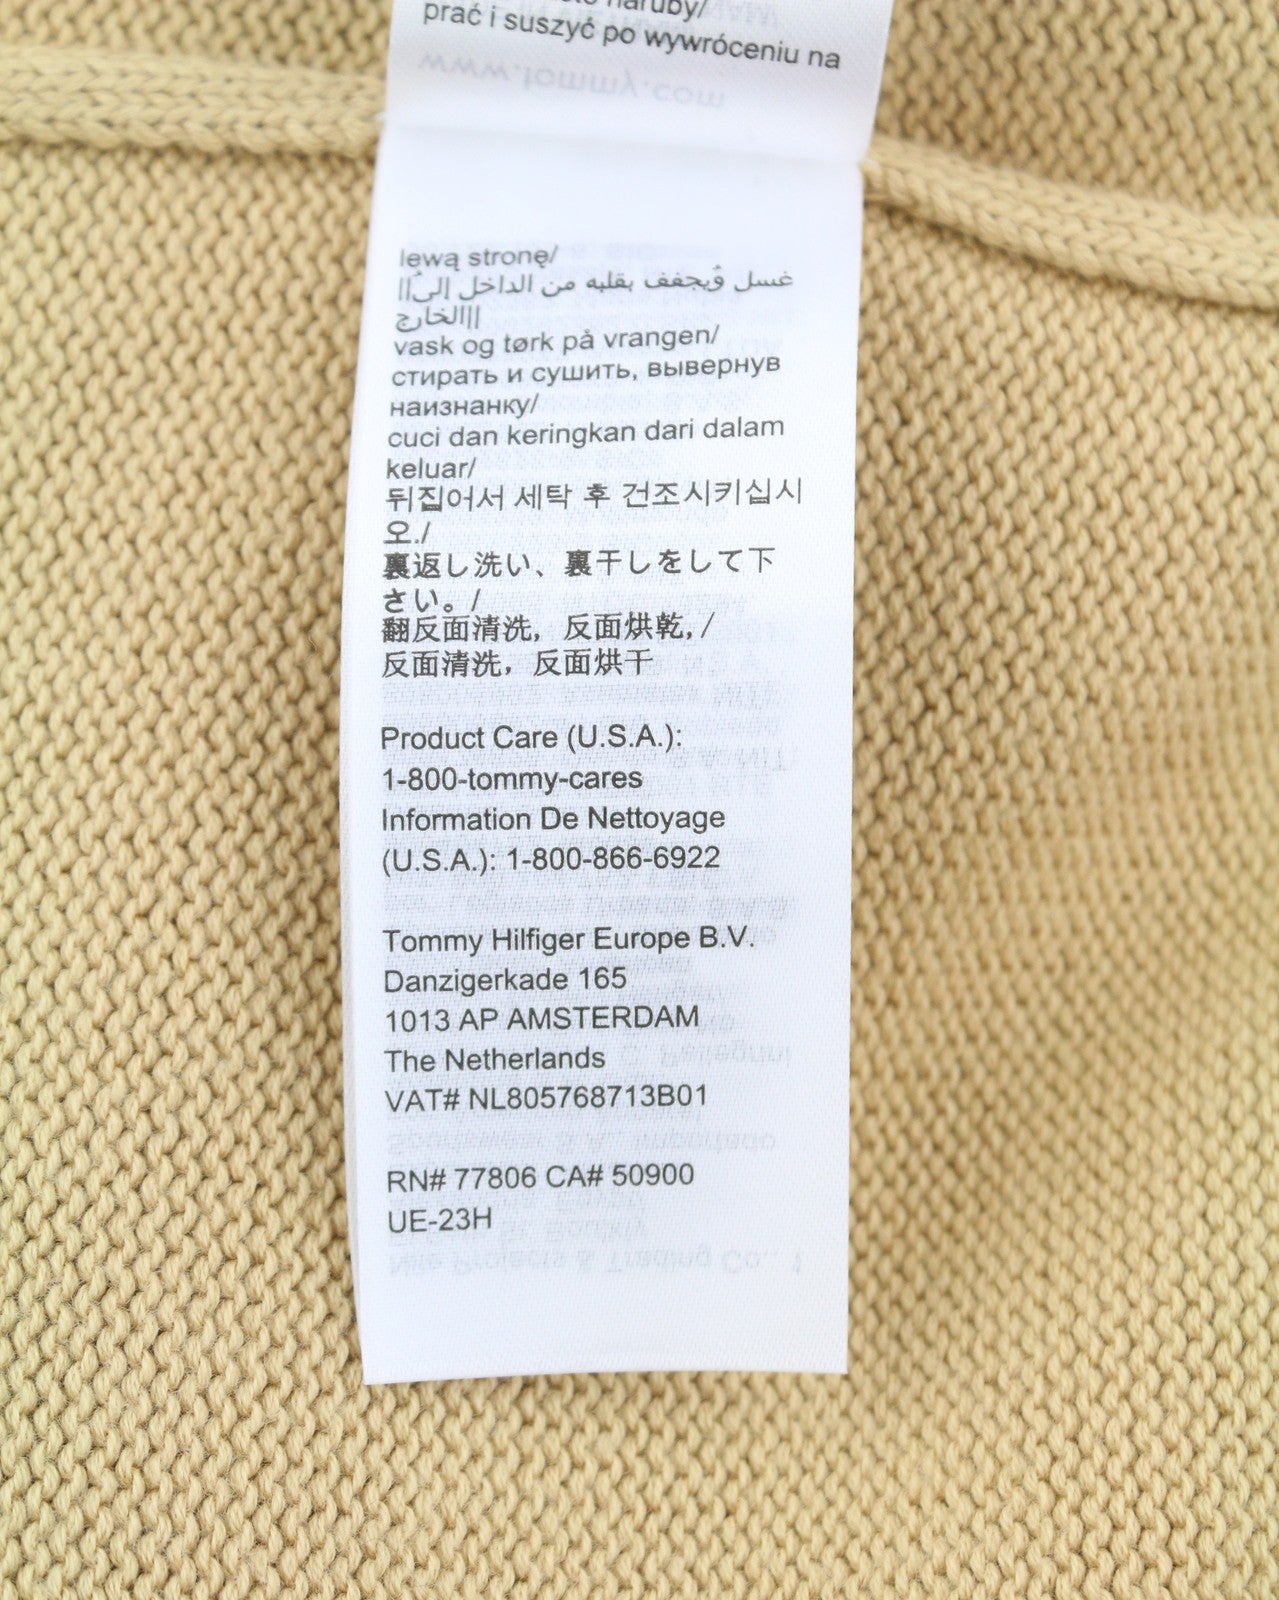 naruby/
prać i suszyć po wywróceniu na
www.tommy.com
lewą stronę/
غسل وُيجفف بقلبه من الداخل إلى||
||الخارج
vask og tørk på vrangen/
стирать и сушить, вывернув
наизнанку/
cuci dan keringkan dari dalam
keluar/
뒤집어서 세탁 후 건조시키십시
오./
裏返し洗い、裏干しをして下
さい。/
翻反面清洗，反面烘乾,/
反面清洗，反面烘干
Product Care (U.S.A.):
1-800-tommy-cares
Information De Nettoyage
(U.S.A.): 1-800-866-6922
Tommy Hilfiger Europe B.V.
Danzigerkade 165
1013 AP AMSTERDAM
The Netherlands
VAT# NL805768713B01
RN# 77806 CA# 50900
UE-23H